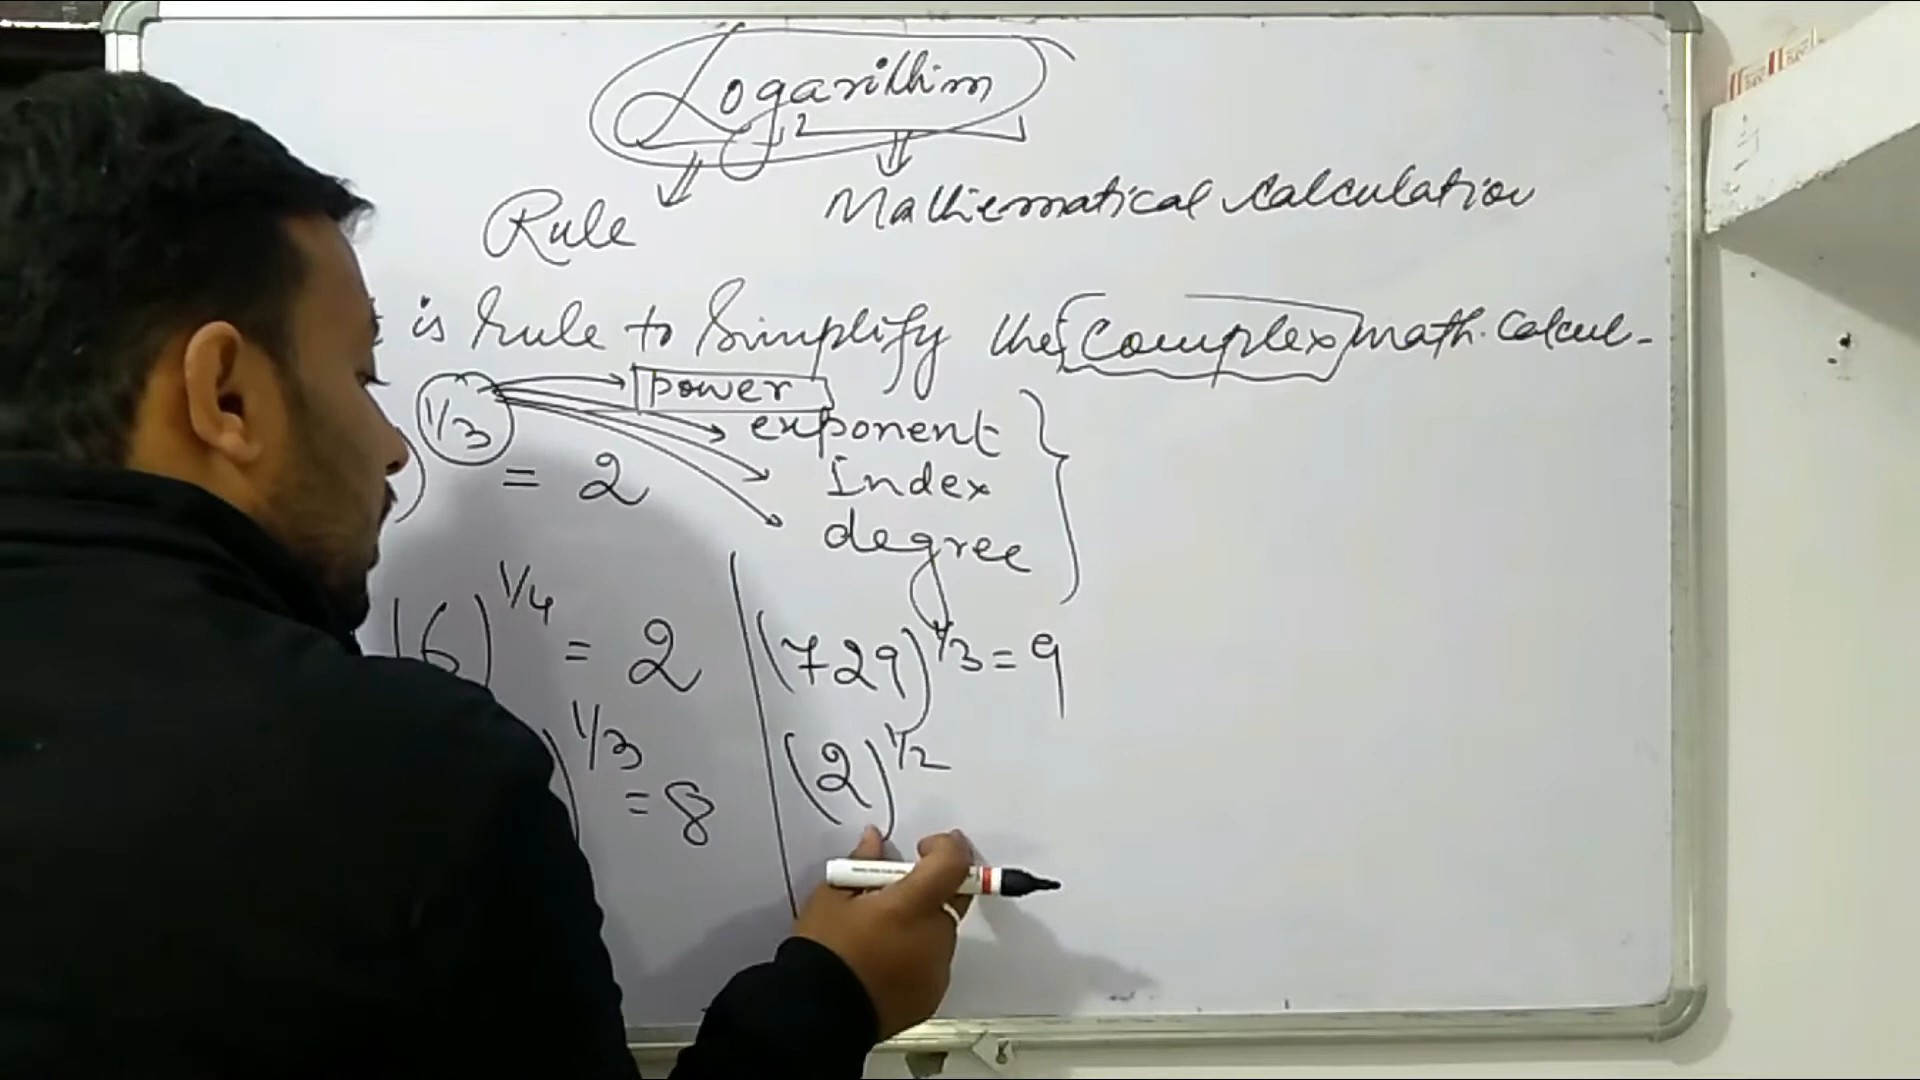 Logarithm
Rule
Mathematical Calculation
is rule to Simplify the Complex math. Calcul-
1/3
power
exponent
Index
degree
) = 2
16)^1/4 = 2
)^1/3 = 8
(729)^1/3 = 9
(2)^1/2